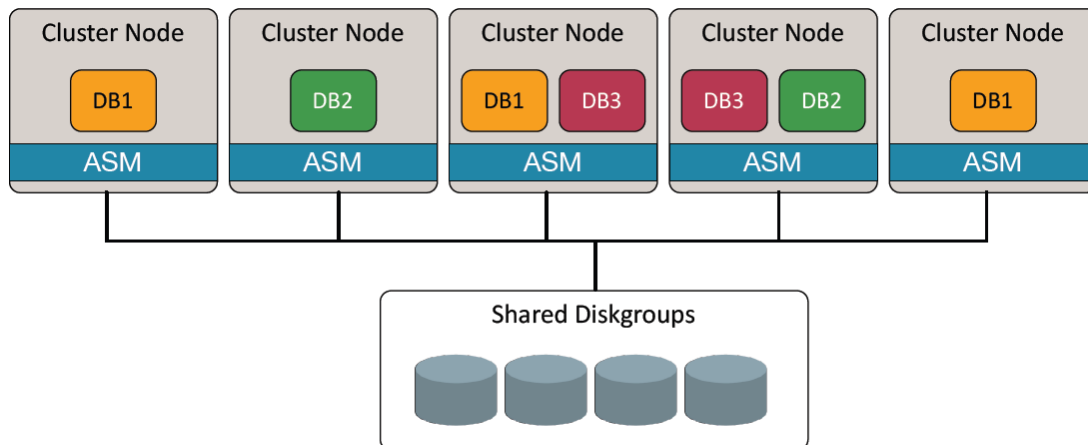 Cluster Node
Cluster Node
Cluster Node
Cluster Node
Cluster Node
DB1
DB2
DB1
DB3
DB3
DB2
DB1
ASM
ASM
ASM
ASM
ASM
Shared Diskgroups